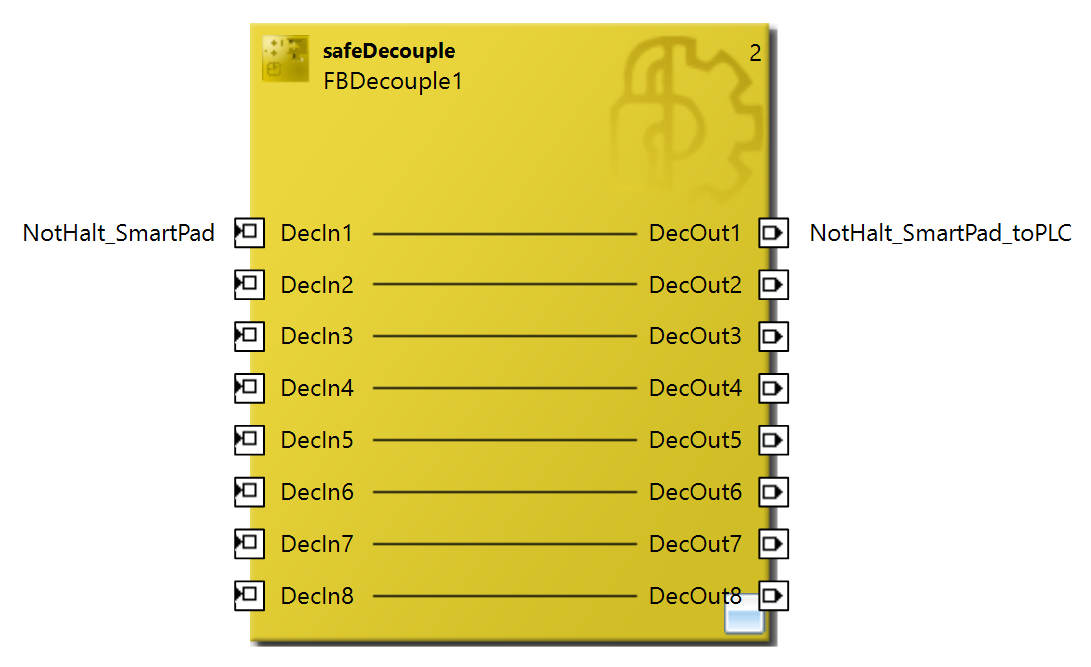 safeDecouple 2
FBDecouple1
NotHalt_SmartPad DecIn1 DecOut1 NotHalt_SmartPad_toPLC
DecIn2 DecOut2
DecIn3 DecOut3
DecIn4 DecOut4
DecIn5 DecOut5
DecIn6 DecOut6
DecIn7 DecOut7
DecIn8 DecOut8